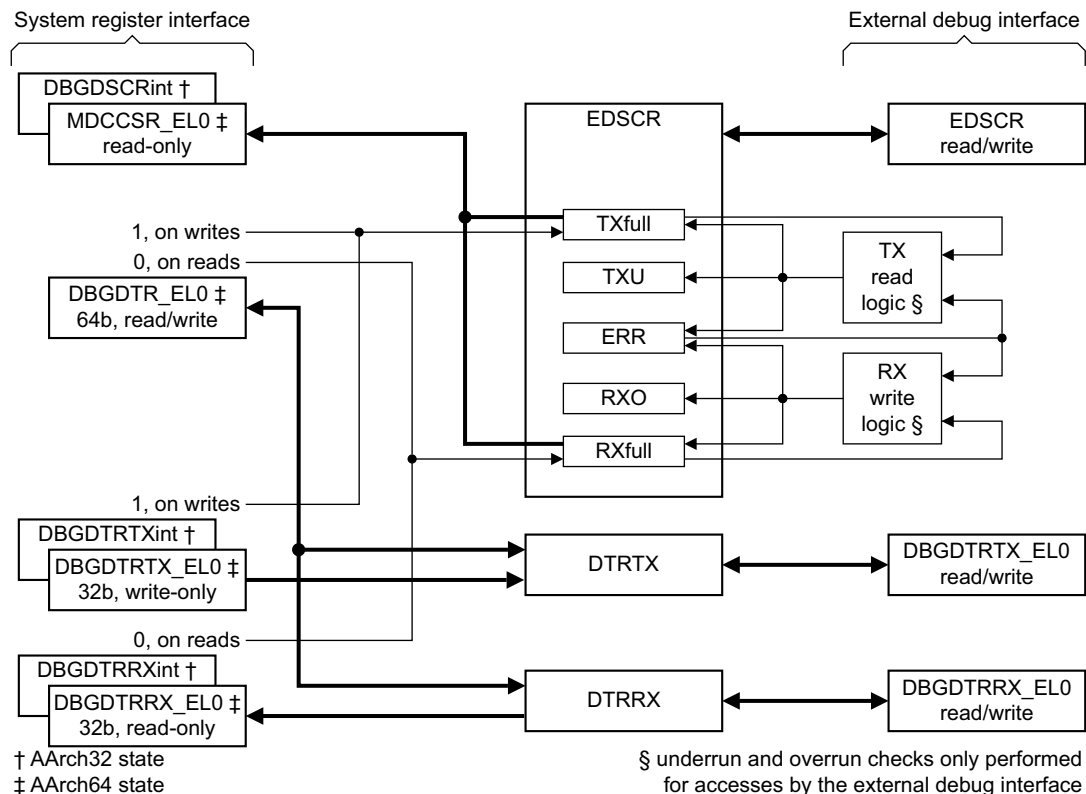 System register interface
External debug interface
DBGDSCRint †
MDCCSR_EL0 ‡
read-only
EDSCR
EDSCR
read/write
1, on writes
0, on reads
TXfull
TX
read
logic §
TXU
DBGDTR_EL0 ‡
64b, read/write
ERR
RX
write
logic §
RXO
RXfull
1, on writes
DBGDTRTXint †
DBGDTRTX_EL0 ‡
32b, write-only
DTRTX
DBGDTRTX_EL0
read/write
0, on reads
DBGDTRRXint †
DBGDTRRX_EL0 ‡
32b, read-only
DTRRX
DBGDTRRX_EL0
read/write
† AArch32 state
‡ AArch64 state
§ underrun and overrun checks only performed
for accesses by the external debug interface